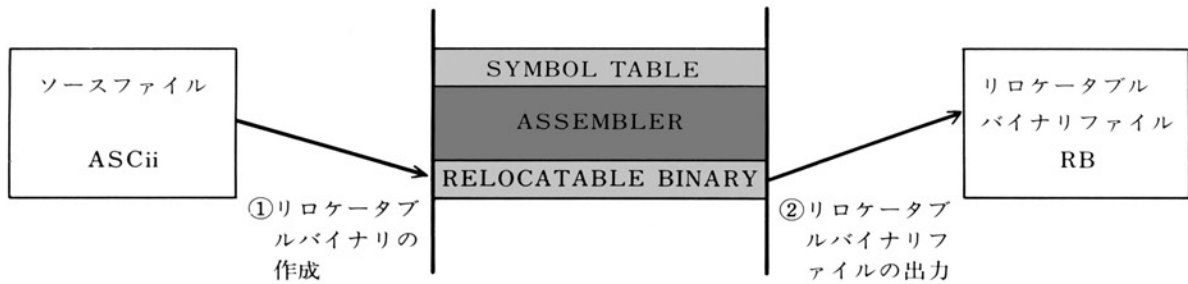 ソースファイル
ASCii
①リロケータブ
ルバイナリの
作成
SYMBOL TABLE
ASSEMBLER
RELOCATABLE BINARY
②リロケータブ
ルバイナリフ
ァイルの出力
リロケータブル
バイナリファイル
RB